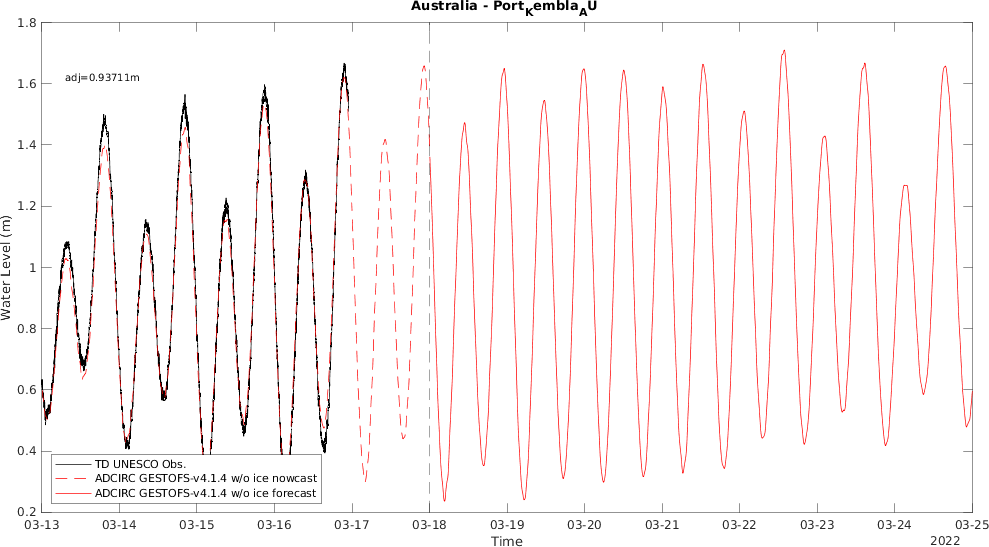 Australia - Port_Kembla_AU
1.8
adj=0.93711m
1.6
1.4
1.2
1
0.8
0.6
0.4
0.2
Water Level (m)
TD UNESCO Obs.
ADCIRC GESTOFS-v4.1.4 w/o ice nowcast
ADCIRC GESTOFS-v4.1.4 w/o ice forecast
03-13 03-14 03-15 03-16 03-17 03-18 03-19 03-20 03-21 03-22 03-23 03-24 03-25
Time
2022